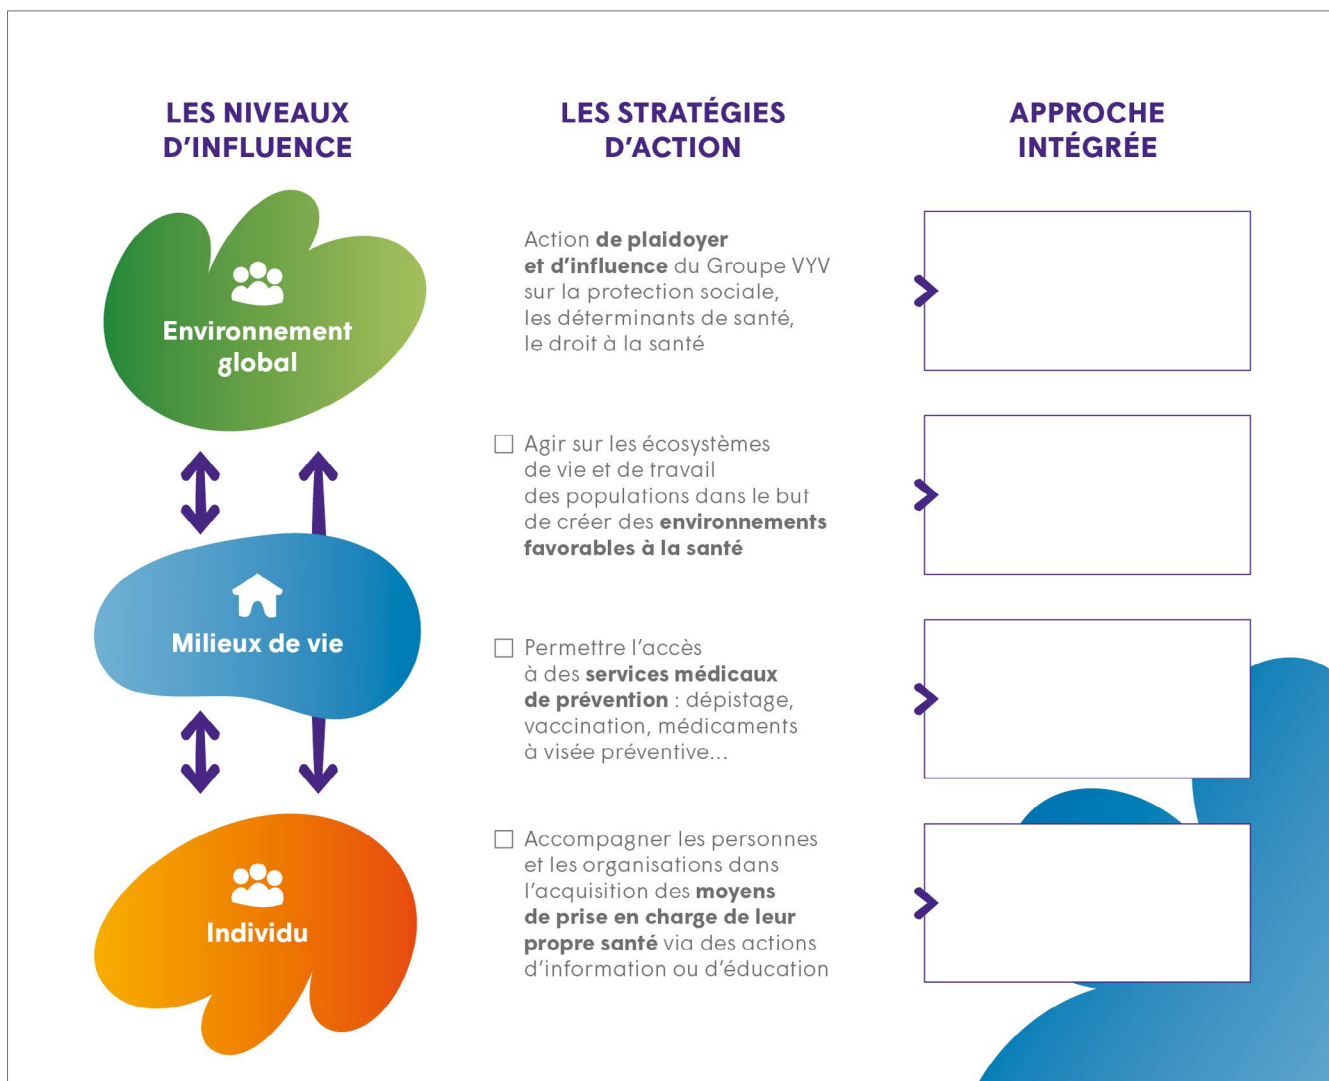 LES NIVEAUX
D'INFLUENCE
Environnement
global
Milieux de vie
Individu
LES STRATÉGIES
D'ACTION
Action de plaidoyer
et d'influence du Groupe VYV
sur la protection sociale,
les déterminants de santé,
le droit à la santé
☐ Agir sur les écosystèmes
de vie et de travail
des populations dans le but
de créer des environnements
favorables à la santé
☐ Permettre l'accès
à des services médicaux
de prévention : dépistage,
vaccination, médicaments
à visée préventive...
☐ Accompagner les personnes
et les organisations dans
l'acquisition des moyens
de prise en charge de leur
propre santé via des actions
d'information ou d'éducation
APPROCHE
INTÉGRÉE